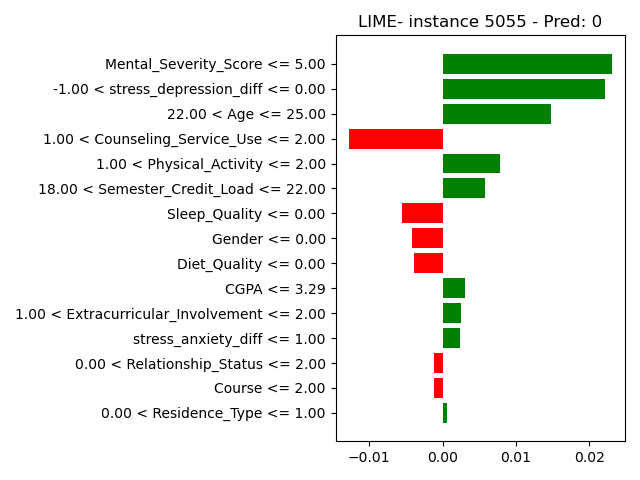 LIME- instance 5055 - Pred: 0
Mental_Severity_Score <= 5.00
-1.00 < stress_depression_diff <= 0.00
22.00 < Age <= 25.00
1.00 < Counseling_Service_Use <= 2.00
1.00 < Physical_Activity <= 2.00
18.00 < Semester_Credit_Load <= 22.00
Sleep_Quality <= 0.00
Gender <= 0.00
Diet_Quality <= 0.00
CGPA <= 3.29
1.00 < Extracurricular_Involvement <= 2.00
stress_anxiety_diff <= 1.00
0.00 < Relationship_Status <= 2.00
Course <= 2.00
0.00 < Residence_Type <= 1.00
−0.01 0.00 0.01 0.02